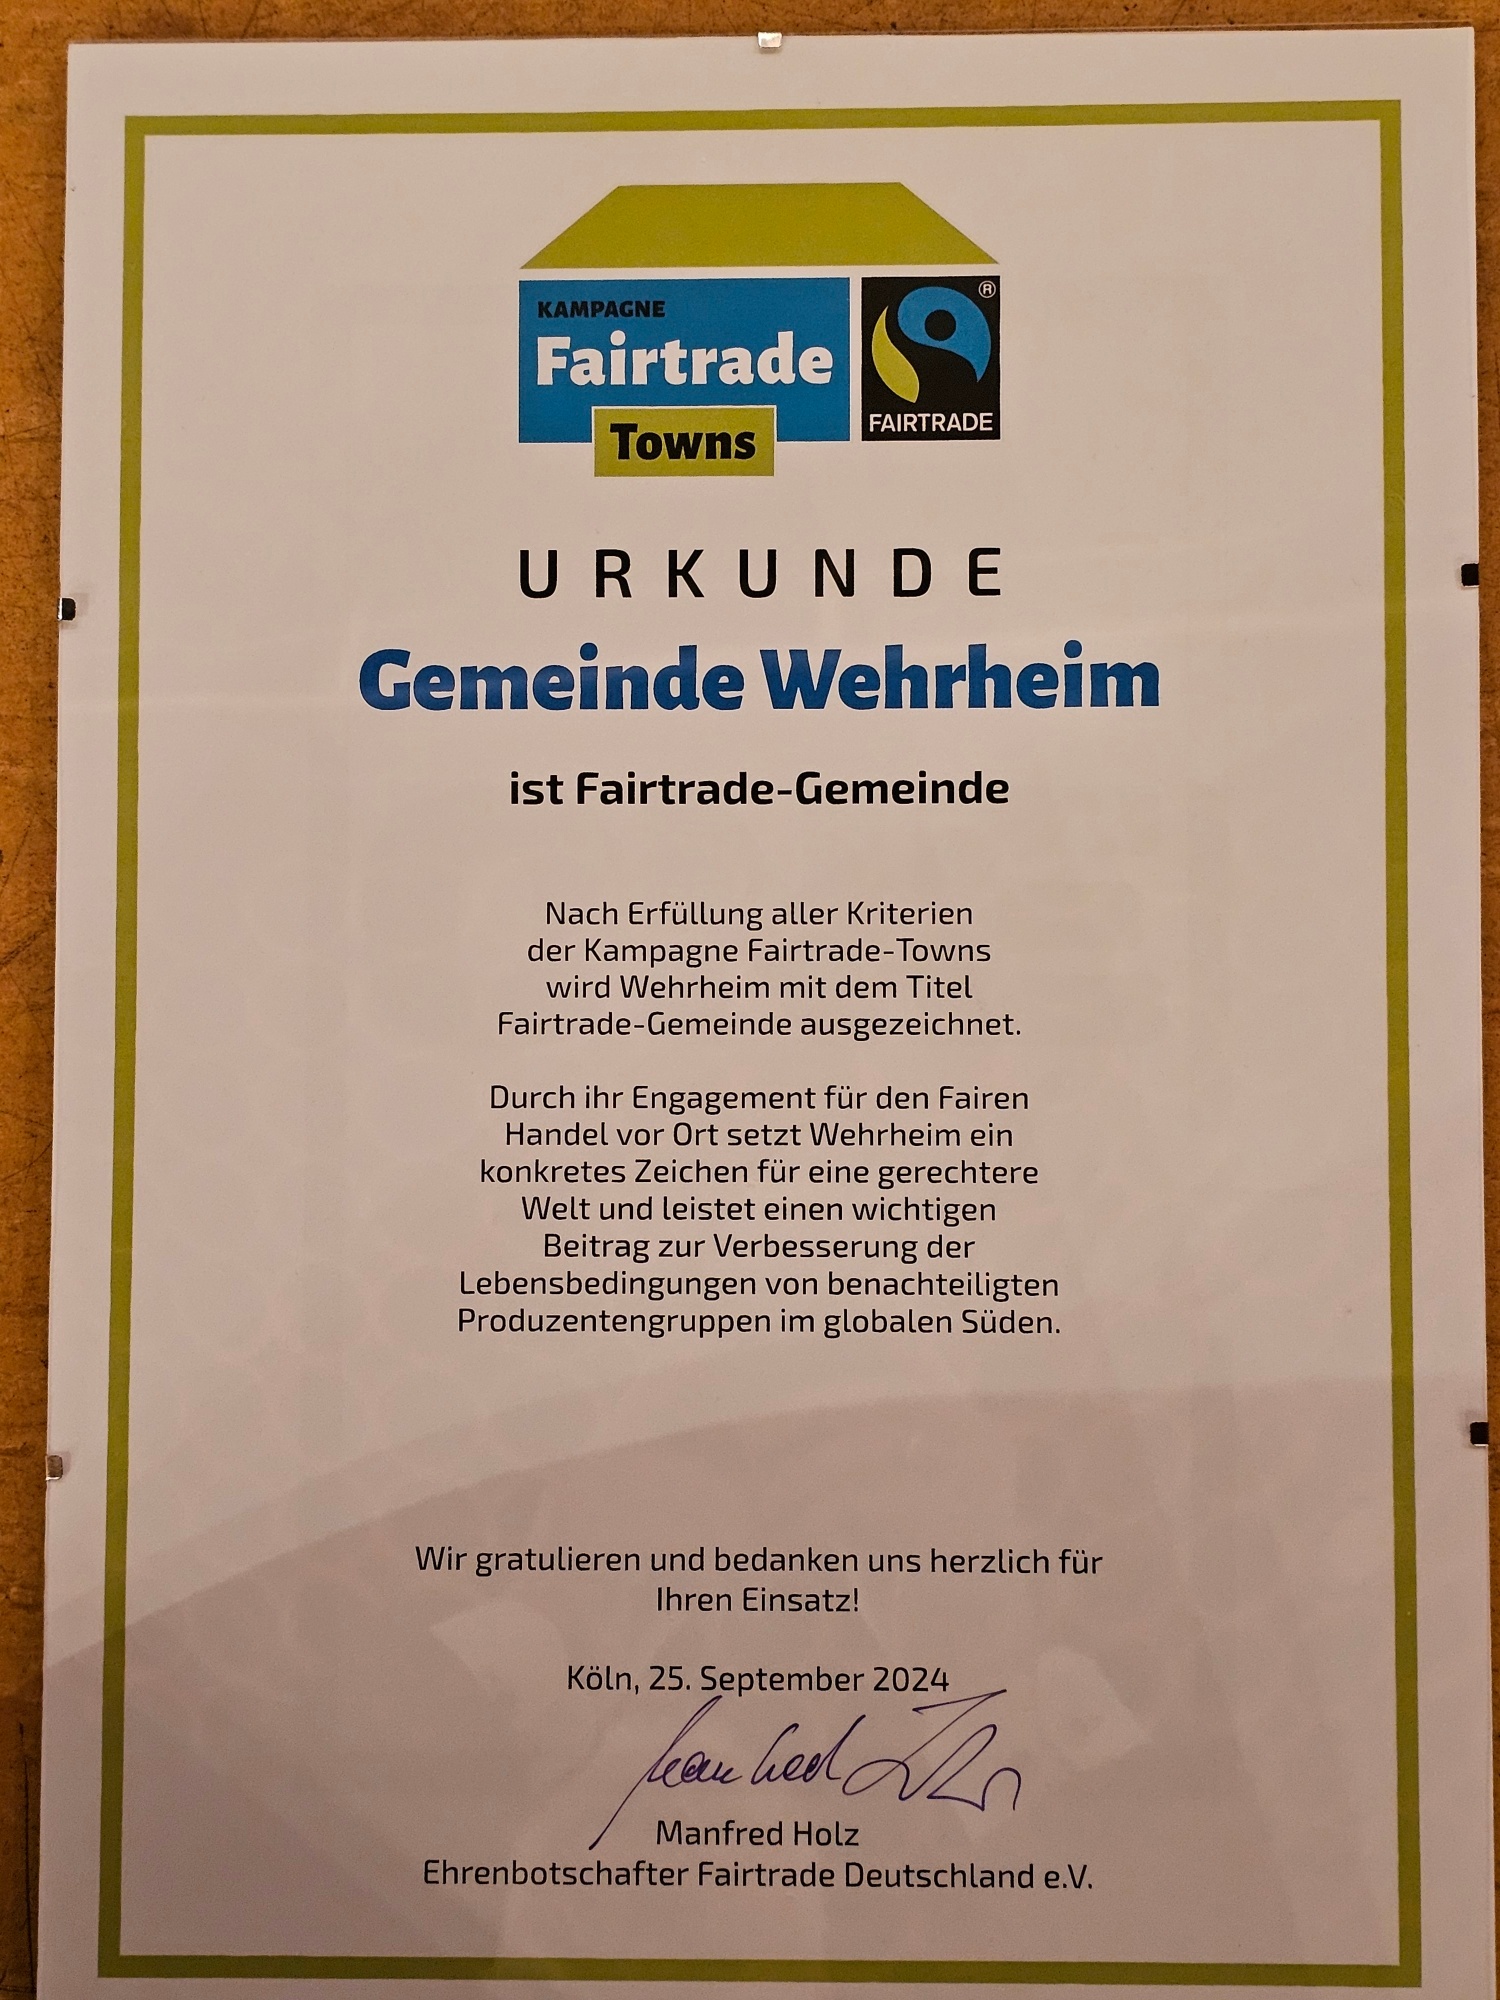 KAMPAGNE
Fairtrade
Towns
®
FAIRTRADE
URKUNDE
Gemeinde Wehrheim
ist Fairtrade-Gemeinde
Nach Erfüllung aller Kriterien
der Kampagne Fairtrade-Towns
wird Wehrheim mit dem Titel
Fairtrade-Gemeinde ausgezeichnet.
Durch ihr Engagement für den Fairen
Handel vor Ort setzt Wehrheim ein
konkretes Zeichen für eine gerechtere
Welt und leistet einen wichtigen
Beitrag zur Verbesserung der
Lebensbedingungen von benachteiligten
Produzentengruppen im globalen Süden.
Wir gratulieren und bedanken uns herzlich für
Ihren Einsatz!
Köln, 25. September 2024
Manfred Holz
Manfred Holz
Ehrenbotschafter Fairtrade Deutschland e.V.